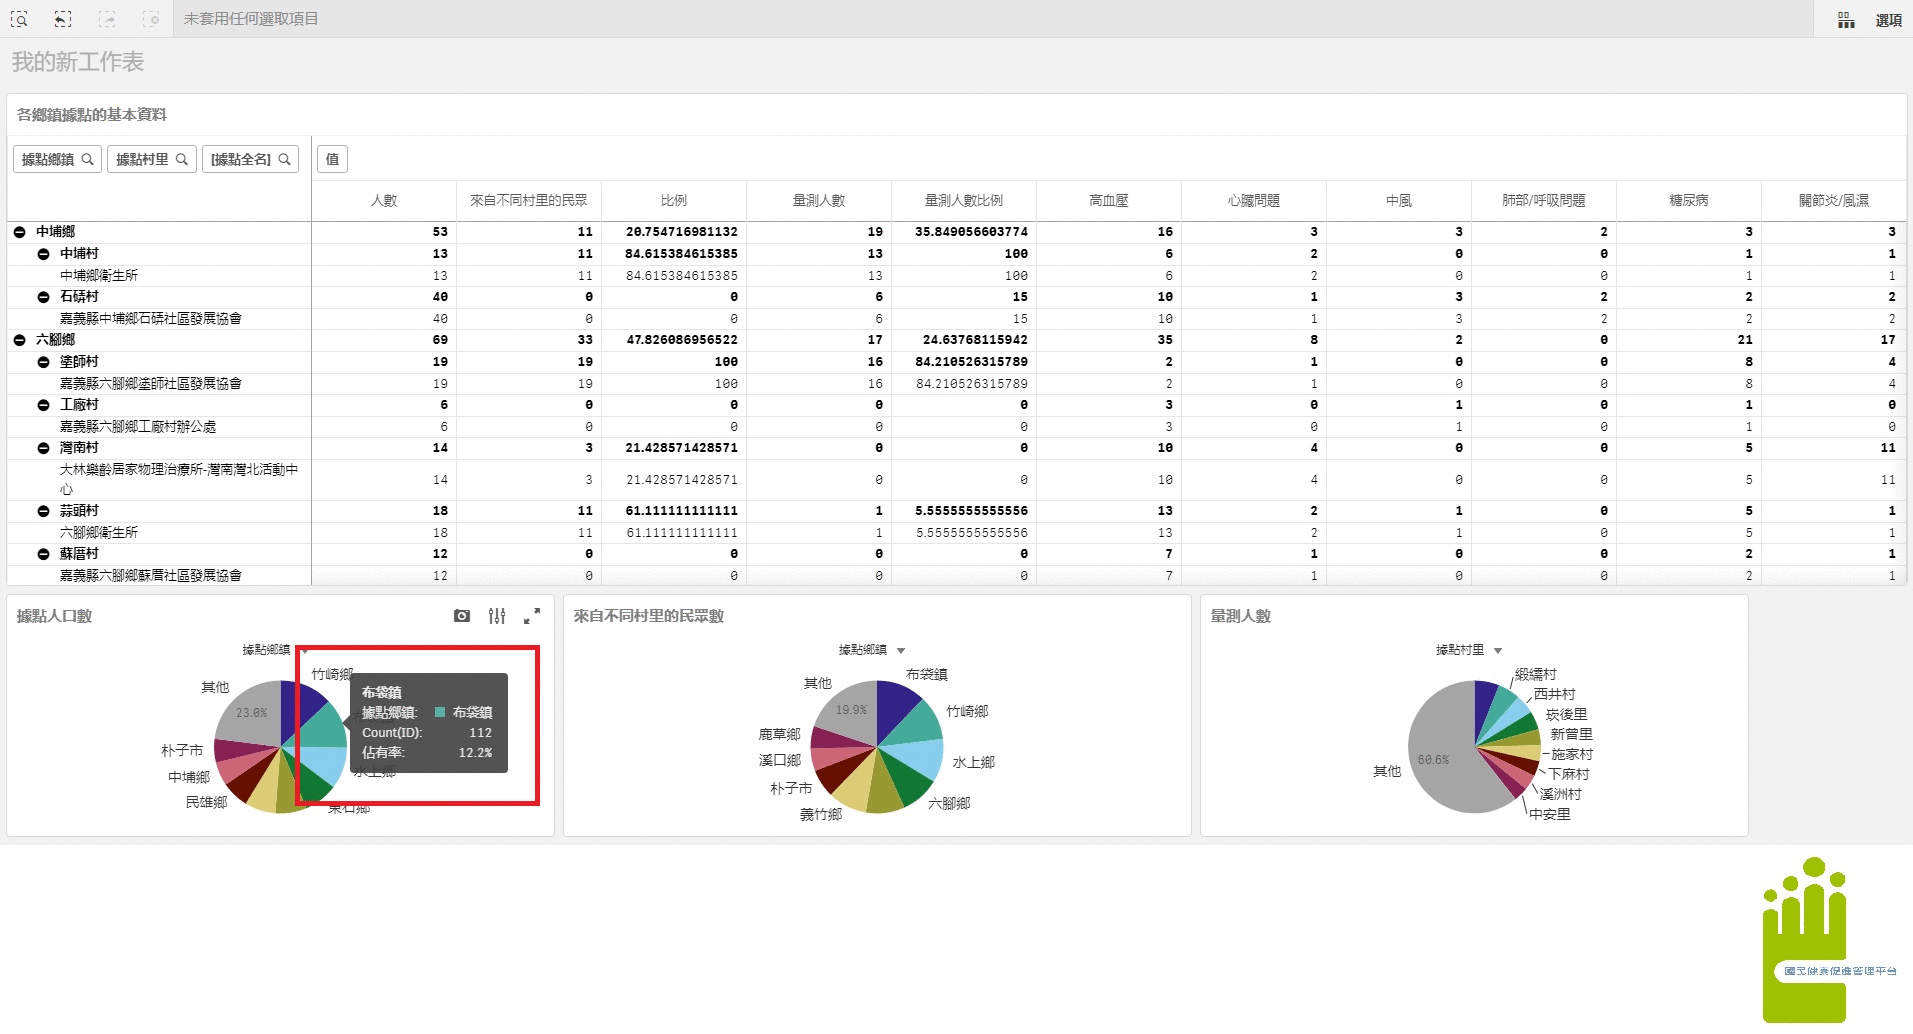 未套用任何選取項目
選項
我的新工作表
各鄉鎮據點的基本資料
據點鄉鎮 據點村里 [據點全名] 值
人數 來自不同村里的民眾 比例 量測人數 量測人數比例 高血壓 心臟問題 中風 肺部/呼吸問題 糖尿病 關節炎/風濕
中埔鄉 53 11 20.754716981132 19 35.849056603774 16 3 3 2 3 3
中埔村 13 11 84.615384615385 13 100 6 2 0 0 1 1
中埔鄉衛生所 13 11 84.615384615385 13 100 6 2 0 0 1 1
石硦村 40 0 0 6 15 10 1 3 2 2 2
嘉義縣中埔鄉石硦社區發展協會 40 0 0 6 15 10 1 3 2 2 2
六腳鄉 69 33 47.826086956522 17 24.63768115942 35 8 2 0 21 17
塗師村 19 19 100 16 84.210526315789 2 1 0 0 8 4
嘉義縣六腳鄉塗師社區發展協會 19 19 100 16 84.210526315789 2 1 0 0 8 4
工廠村 6 0 0 0 0 3 0 1 0 1 0
嘉義縣六腳鄉工廠村辦公處 6 0 0 0 0 3 0 1 0 1 0
灣南村 14 3 21.428571428571 0 0 10 4 0 0 5 11
大林樂齡居家物理治療所-灣南灣北活動中
心 14 3 21.428571428571 0 0 10 4 0 0 5 11
蒜頭村 18 11 61.111111111111 1 5.5555555555556 13 2 1 0 5 1
六腳鄉衛生所 18 11 61.111111111111 1 5.5555555555556 13 2 1 0 5 1
蘇厝村 12 0 0 0 0 7 1 0 0 2 1
嘉義縣六腳鄉蘇厝社區發展協會 12 0 0 0 0 7 1 0 0 2 1
據點人口數
據點鄉鎮
竹崎鄉
其他
23.0%
朴子市
中埔鄉
民雄鄉
水上鄉
東石鄉
布袋鎮
據點鄉鎮: 布袋鎮
Count(ID): 112
佔有率: 12.2%
來自不同村里的民眾數
據點鄉鎮
布袋鎮
其他
19.9%
竹崎鄉
鹿草鄉
溪口鄉
水上鄉
朴子市
六腳鄉
義竹鄉
量測人數
據點村里
緞繻村
西井村
崁後里
新曾里
施家村
下麻村
溪洲村
中安里
其他
60.6%
國民健康促進管理平台